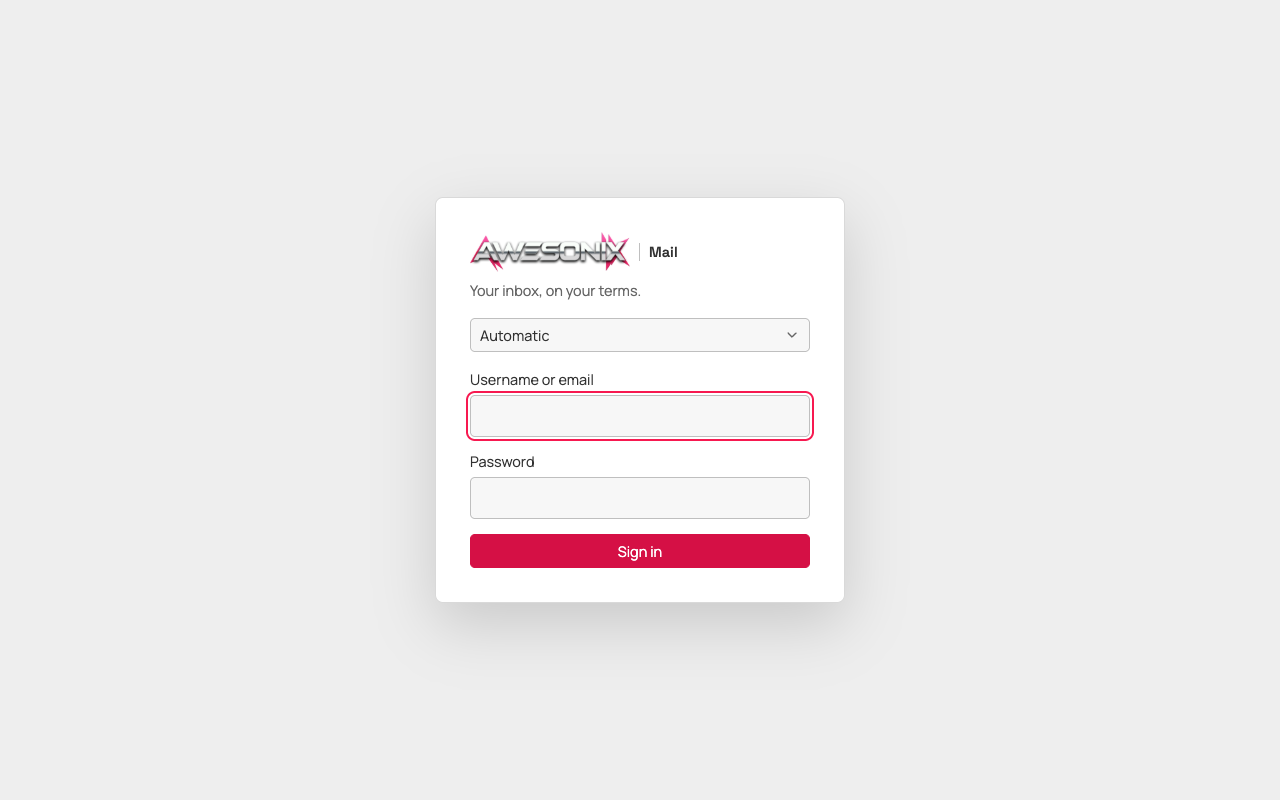 AWESONIX
Mail
Your inbox, on your terms.
Automatic
Username or email
Password
Sign in